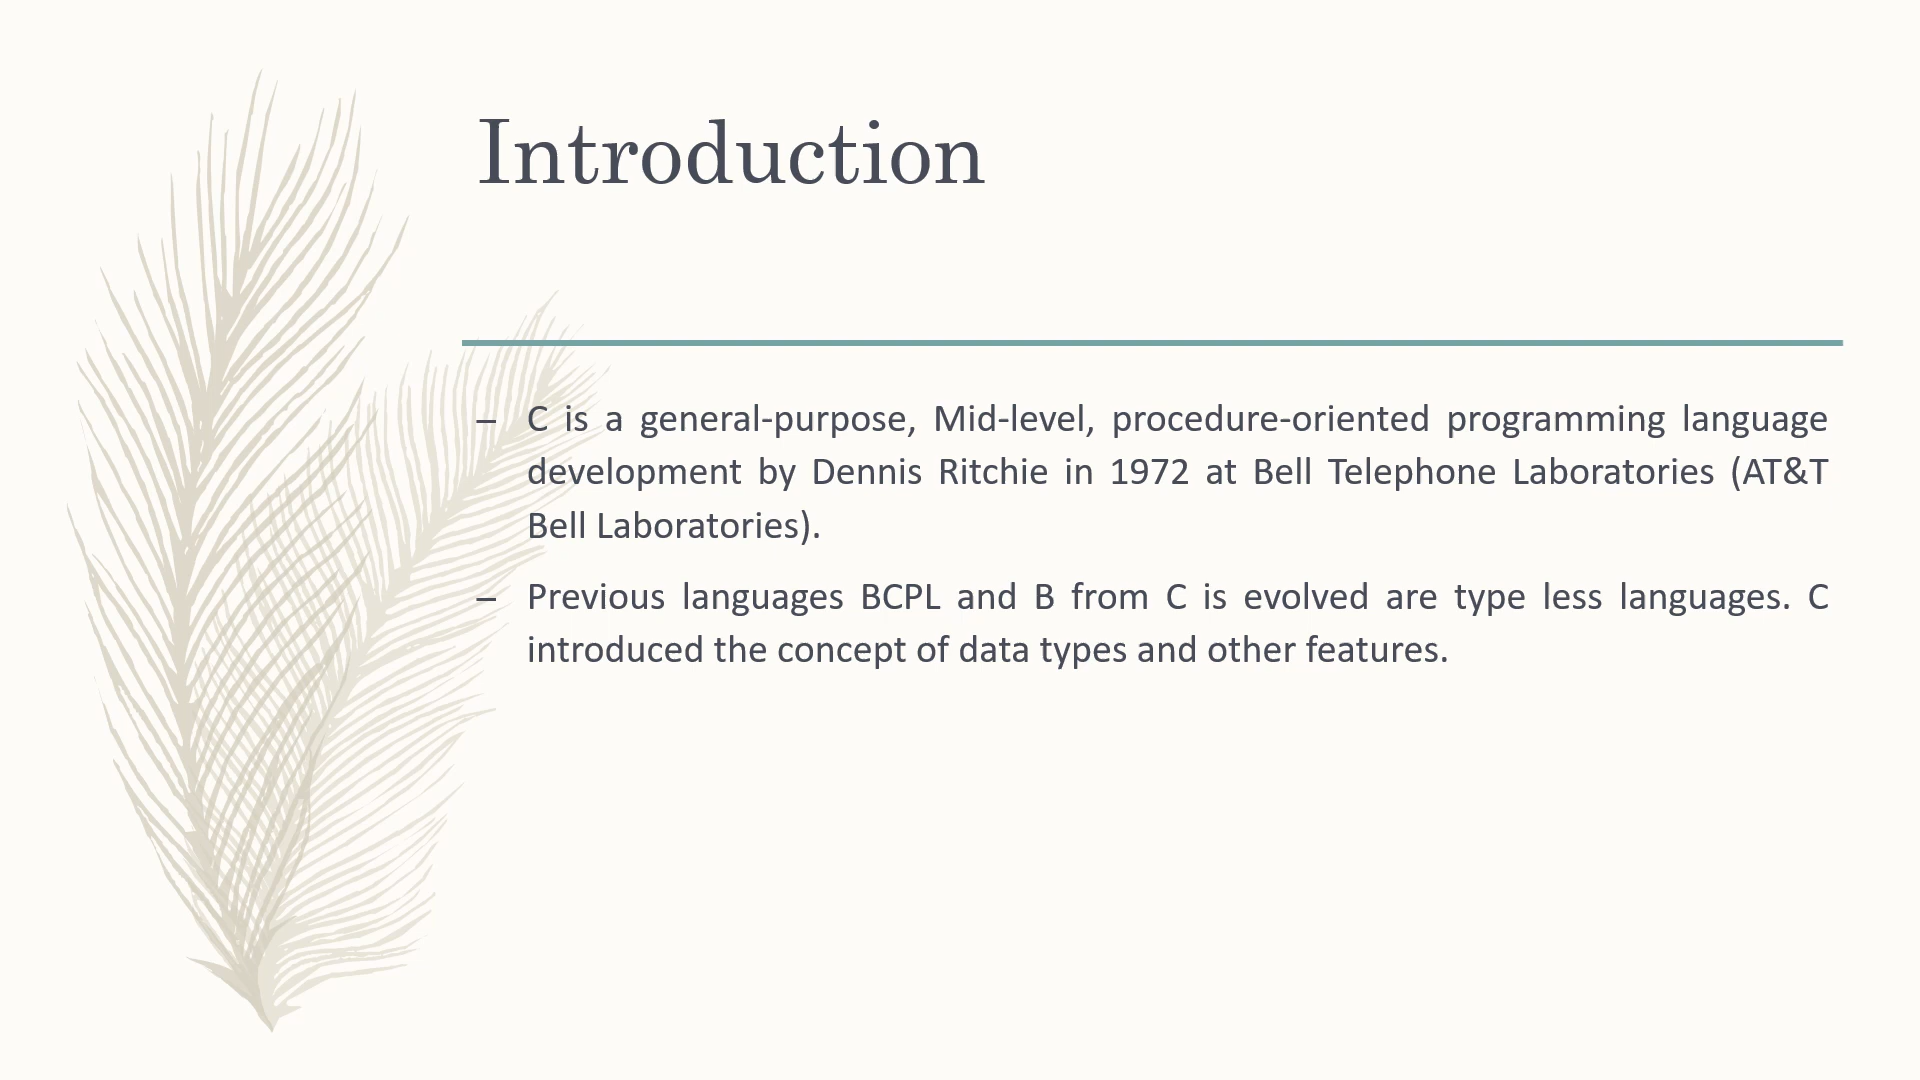 Introduction
– C is a general-purpose, Mid-level, procedure-oriented programming language
development by Dennis Ritchie in 1972 at Bell Telephone Laboratories (AT&T
Bell Laboratories).
– Previous languages BCPL and B from C is evolved are type less languages. C
introduced the concept of data types and other features.